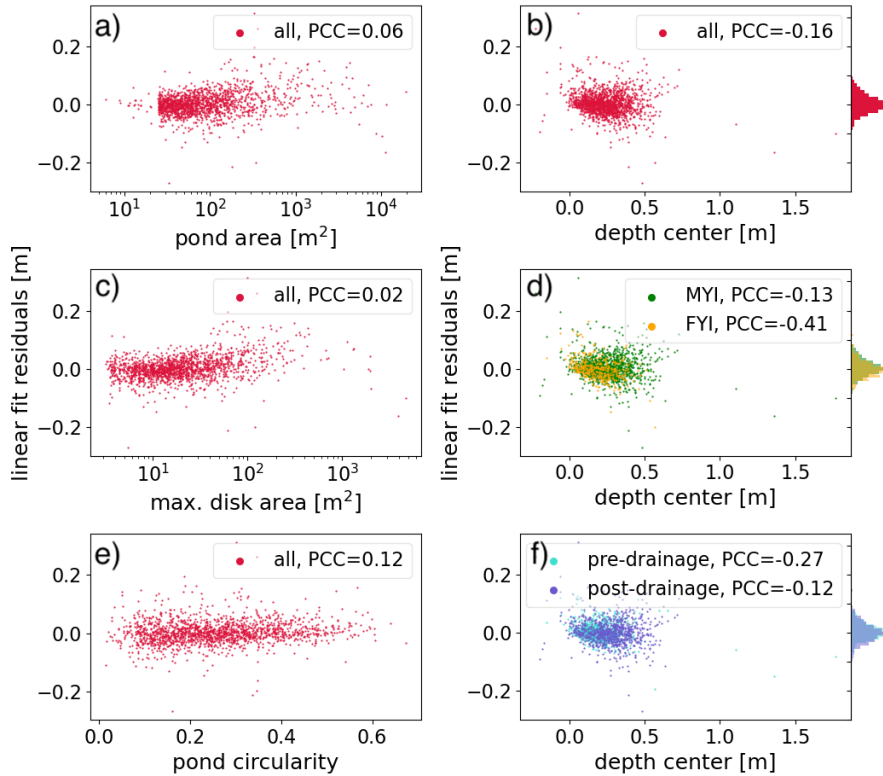 a)
all, PCC=0.06
0.2
0.0
−0.2
10¹
10²
10³
10⁴
pond area [m²]
b)
all, PCC=-0.16
0.0
0.5
1.0
1.5
depth center [m]
linear fit residuals [m]
c)
all, PCC=0.02
0.2
0.0
−0.2
10¹
10²
10³
max. disk area [m²]
linear fit residuals [m]
d)
MYI, PCC=-0.13
FYI, PCC=-0.41
0.2
0.0
−0.2
0.0
0.5
1.0
1.5
depth center [m]
e)
all, PCC=0.12
0.2
0.0
−0.2
0.0
0.2
0.4
0.6
pond circularity
f)
pre-drainage, PCC=-0.27
post-drainage, PCC=-0.12
0.2
0.0
−0.2
0.0
0.5
1.0
1.5
depth center [m]